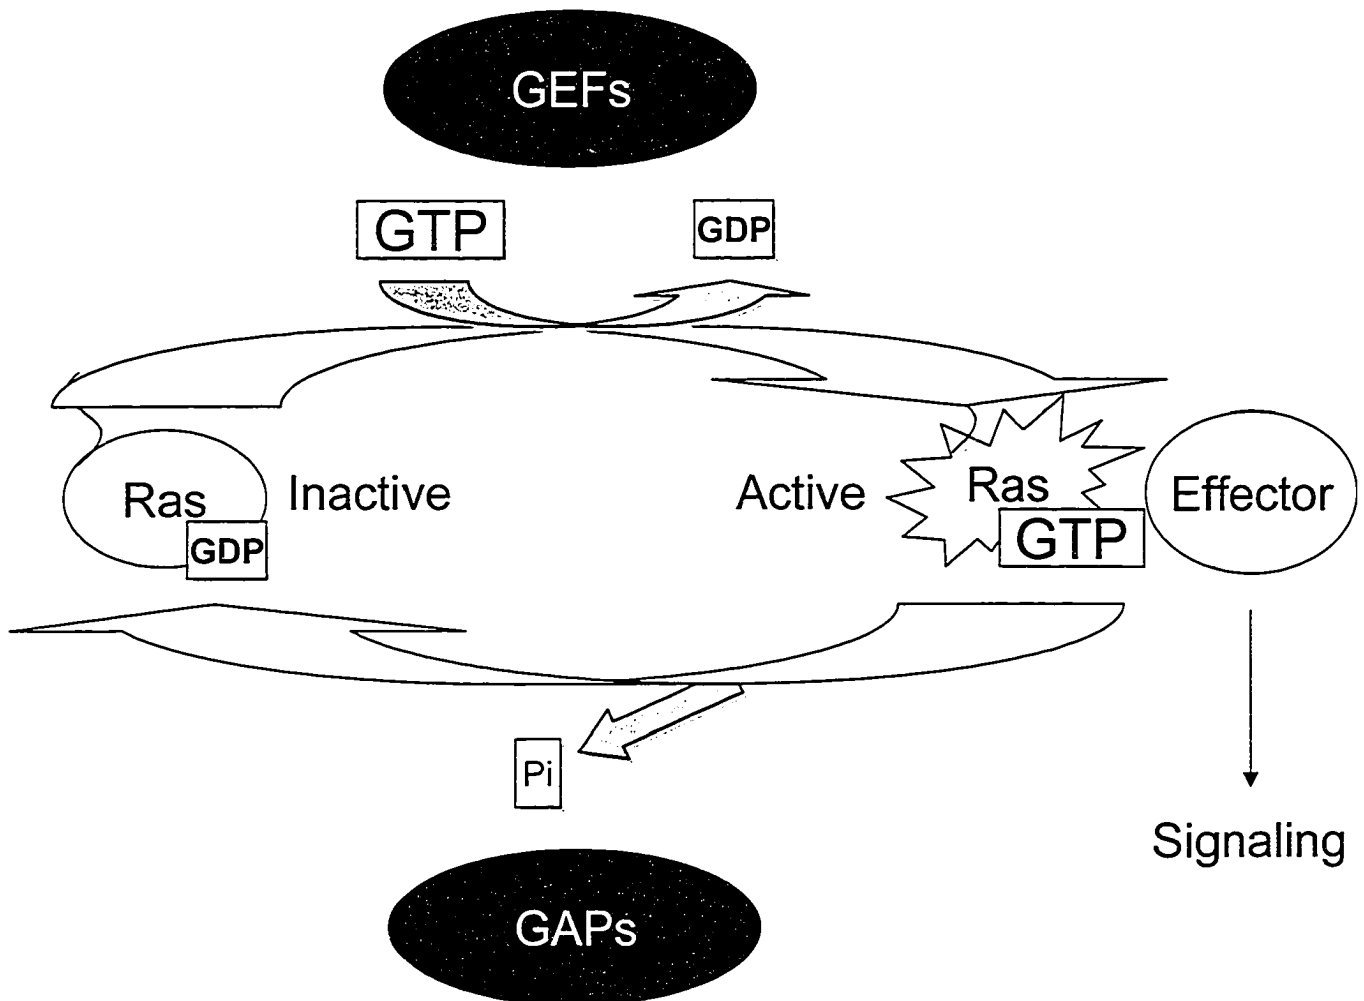 GEFs
GTP
GDP
Ras
GDP
Inactive
Active
Ras
GTP
Effector
Pi
Signaling
GAPs